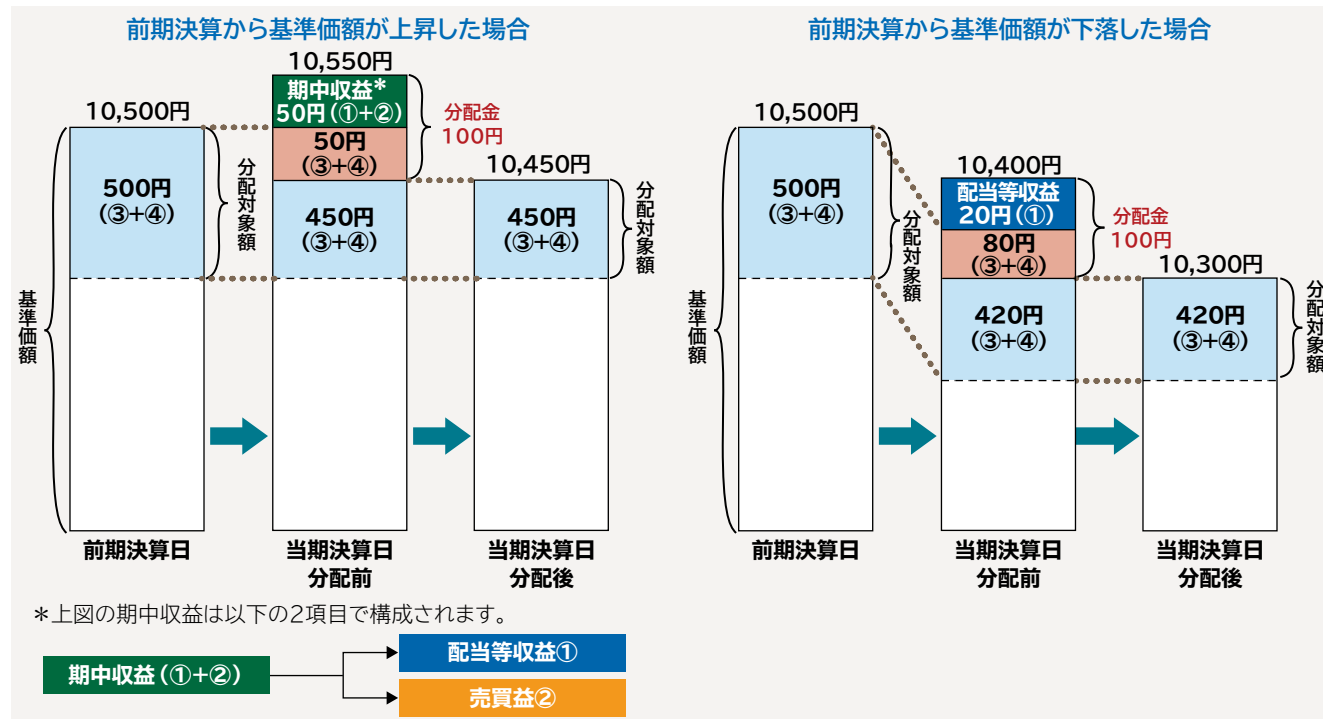 前期決算から基準価額が上昇した場合
10,500円
基準価額
500円
(③+④)
分配対象額
前期決算日
10,550円
期中収益*
50円(①+②)
50円
(③+④)
450円
(③+④)
分配金
100円
当期決算日
分配前
10,450円
450円
(③+④)
分配対象額
当期決算日
分配後
*上図の期中収益は以下の2項目で構成されます。
期中収益(①+②)
配当等収益①
売買益②
前期決算から基準価額が下落した場合
10,500円
基準価額
500円
(③+④)
分配対象額
前期決算日
10,400円
配当等収益
20円(①)
80円
(③+④)
420円
(③+④)
分配金
100円
当期決算日
分配前
10,300円
420円
(③+④)
分配対象額
当期決算日
分配後